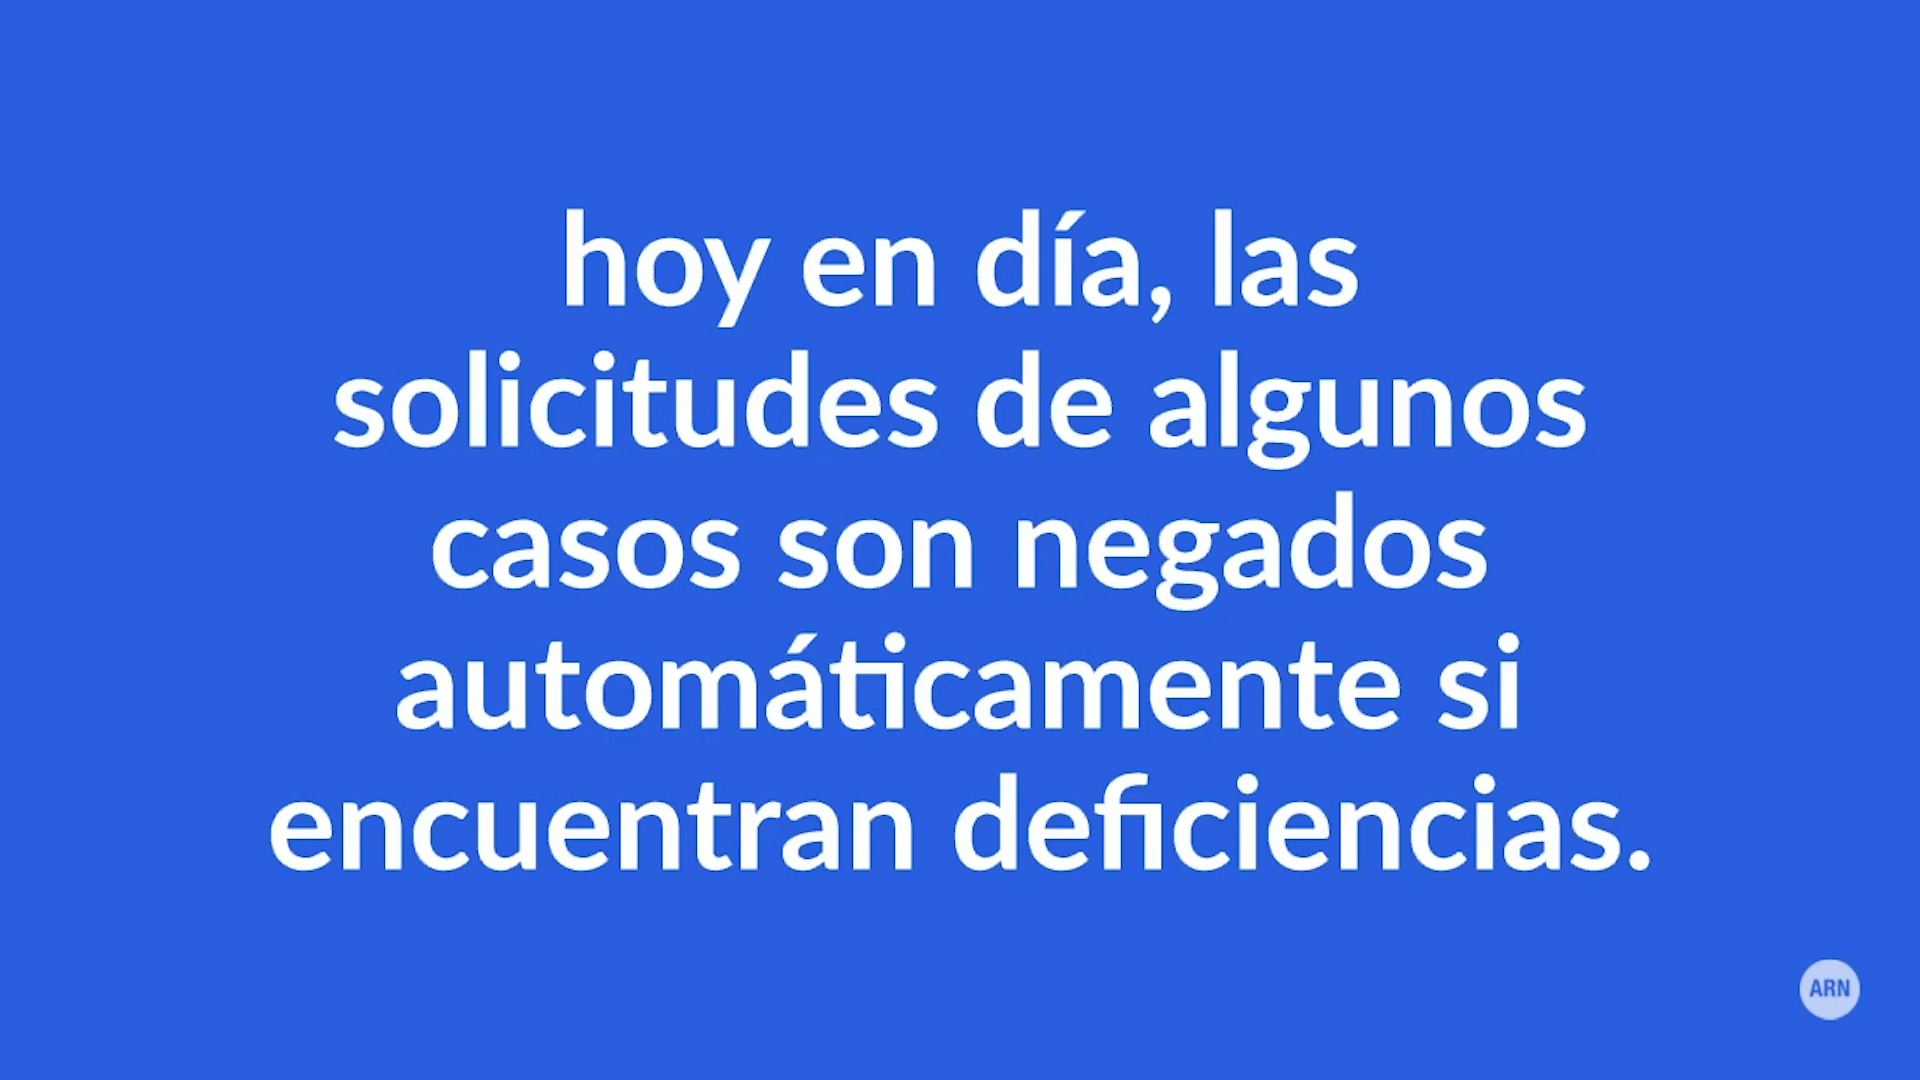 hoy en día, las
solicitudes de algunos
casos son negados
automáticamente si
encuentran deficiencias.
ARN